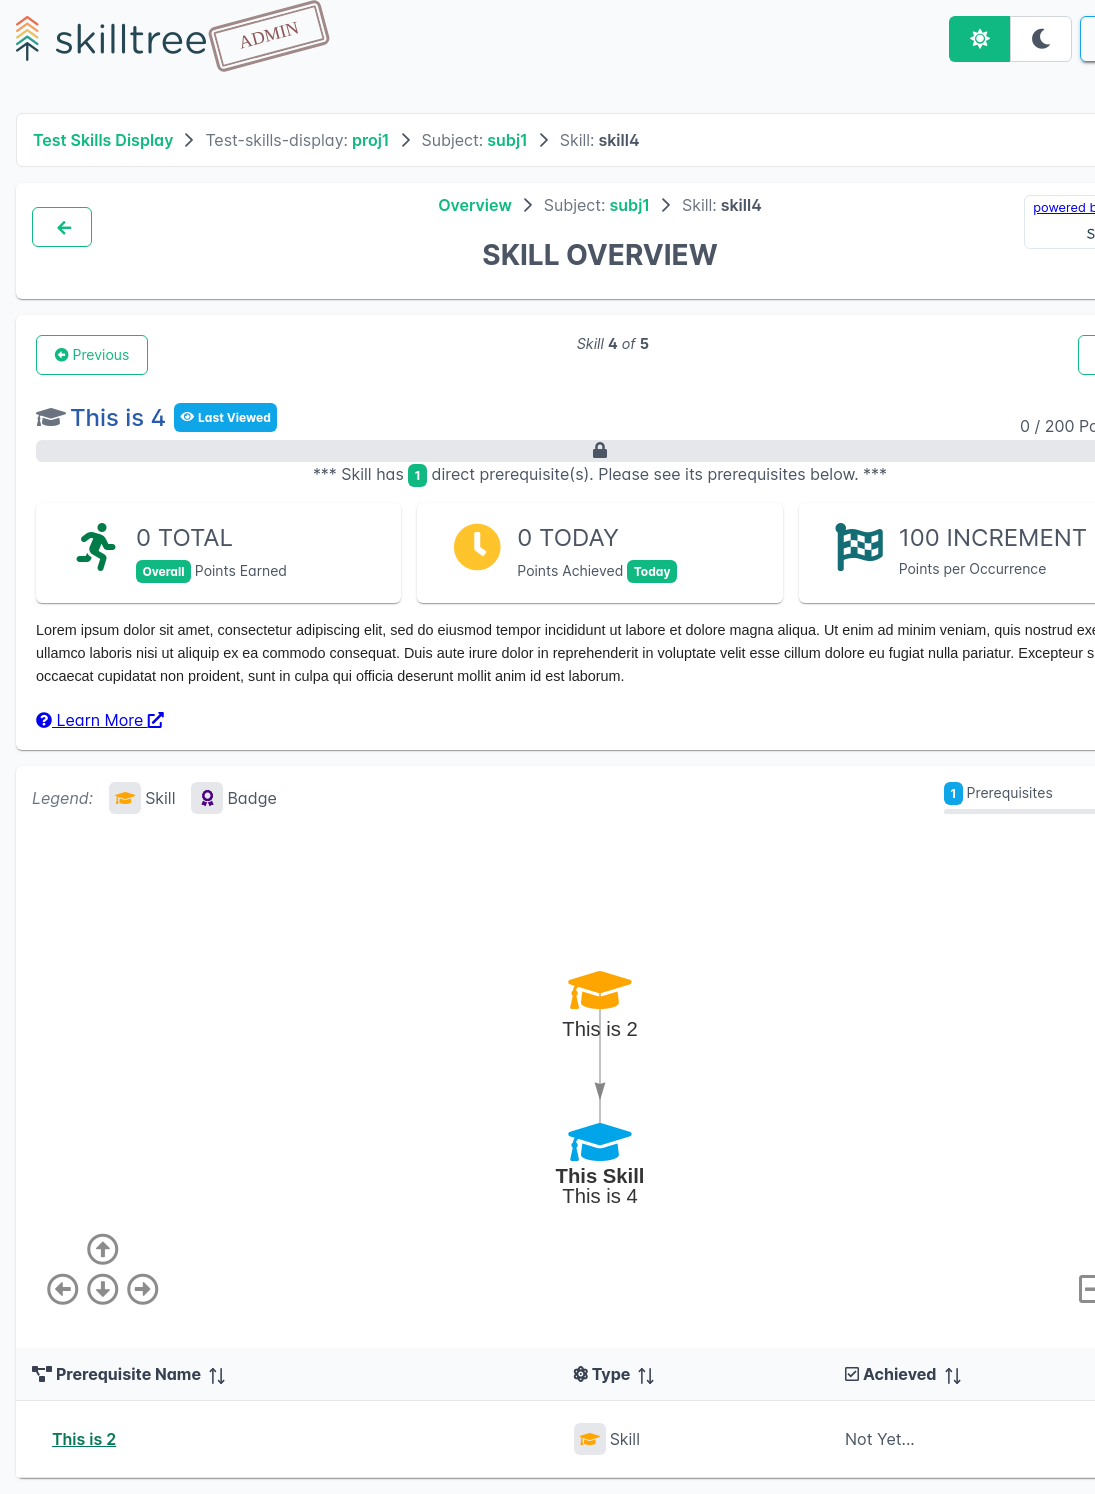 skilltree ADMIN
Test Skills Display Test-skills-display: proj1 Subject: subj1 Skill: skill4
Overview Subject: subj1 Skill: skill4
powered b
S
SKILL OVERVIEW
Previous
Skill 4 of 5
This is 4 Last Viewed
0 / 200 Po
*** Skill has 1 direct prerequisite(s). Please see its prerequisites below. ***
0 TOTAL
Overall Points Earned
0 TODAY
Points Achieved Today
100 INCREMENT
Points per Occurrence
Lorem ipsum dolor sit amet, consectetur adipiscing elit, sed do eiusmod tempor incididunt ut labore et dolore magna aliqua. Ut enim ad minim veniam, quis nostrud exe
ullamco laboris nisi ut aliquip ex ea commodo consequat. Duis aute irure dolor in reprehenderit in voluptate velit esse cillum dolore eu fugiat nulla pariatur. Excepteur s
occaecat cupidatat non proident, sunt in culpa qui officia deserunt mollit anim id est laborum.
Learn More
Legend: Skill Badge
1 Prerequisites
This is 2
This Skill
This is 4
Prerequisite Name Type Achieved
This is 2 Skill Not Yet...